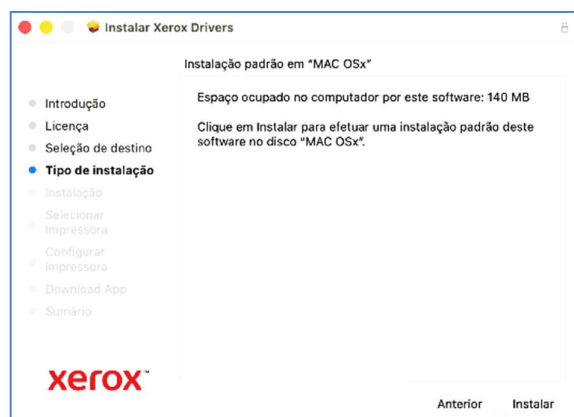 Instalar Xerox Drivers
Instalação padrão em “MAC OSx”
Introdução
Licença
Seleção de destino
Tipo de instalação
Instalação
Selecionar
Impressora
Configurar
Impressora
Download App
Sumário
Espaço ocupado no computador por este software: 140 MB
Clique em Instalar para efetuar uma instalação padrão deste
software no disco “MAC OSx”.
xerox™
Anterior Instalar